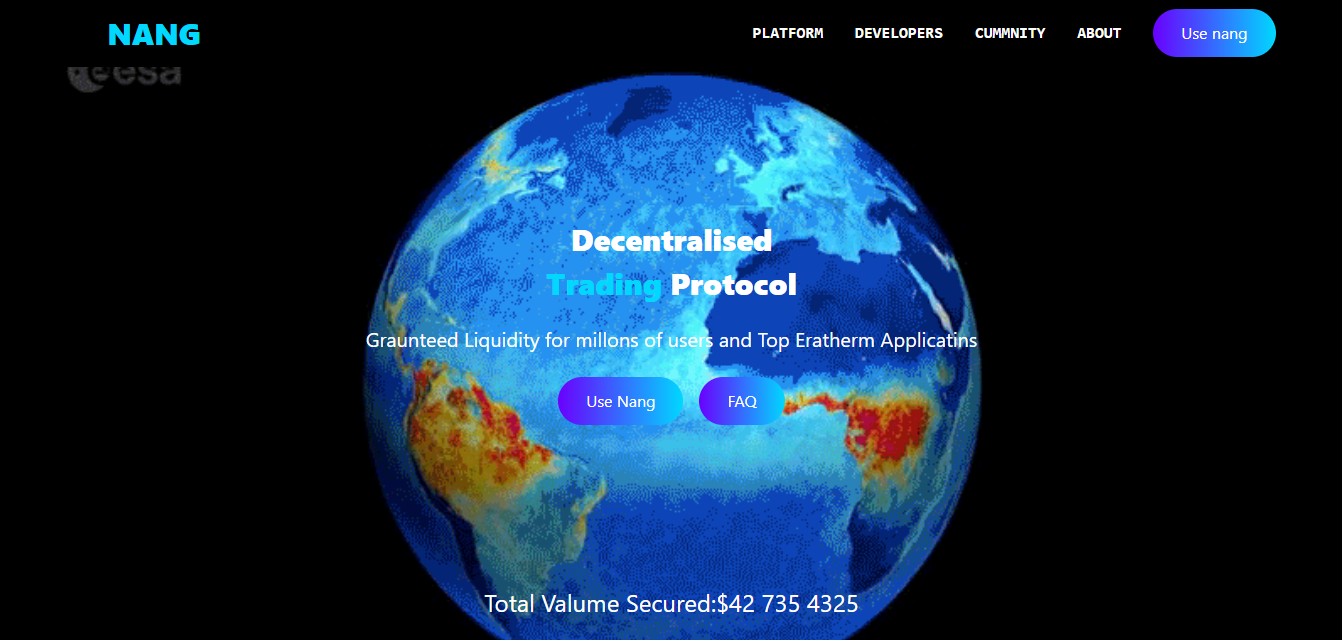 NANG
PLATFORM DEVELOPERS CUMMNITY ABOUT Use nang
esa
Decentralised
Trading Protocol
Graunteed Liquidity for millons of users and Top Eratherm Applicatins
Use Nang FAQ
Total Valume Secured:$42 735 4325